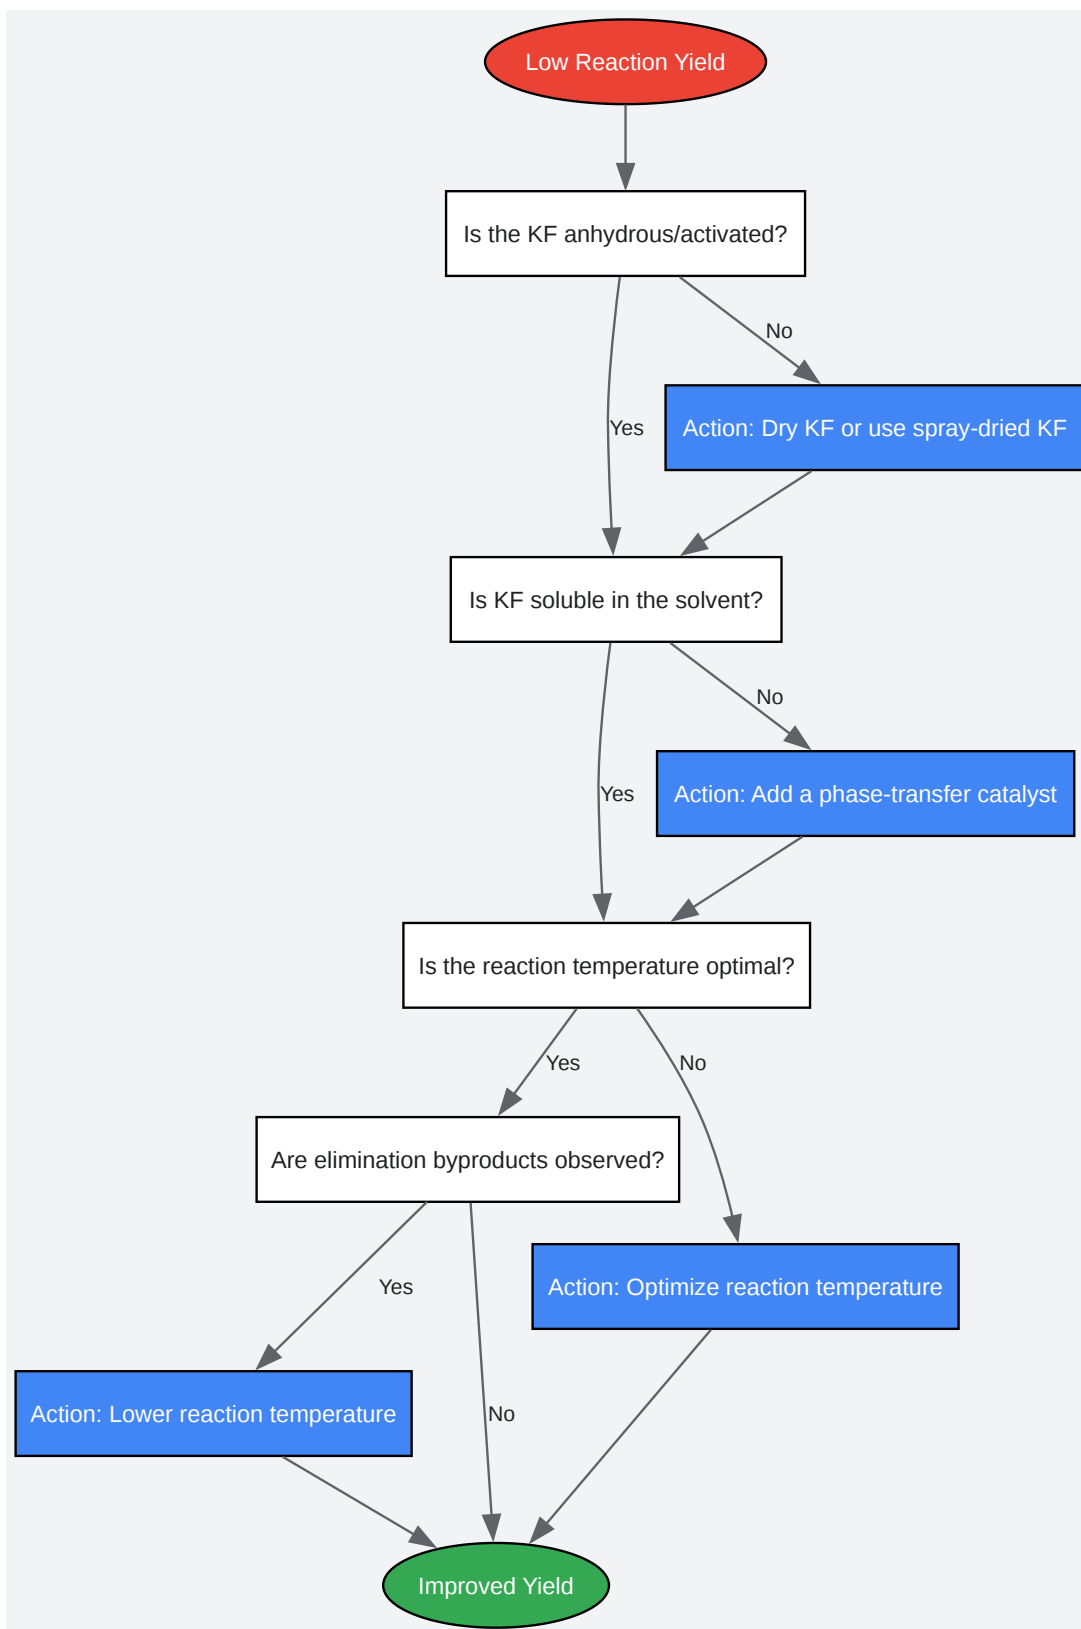 Low Reaction Yield
Is the KF anhydrous/activated?
No
Yes
Action: Dry KF or use spray-dried KF
Is KF soluble in the solvent?
No
Yes
Action: Add a phase-transfer catalyst
Is the reaction temperature optimal?
Yes
No
Are elimination byproducts observed?
Yes
Action: Optimize reaction temperature
Action: Lower reaction temperature
No
Improved Yield